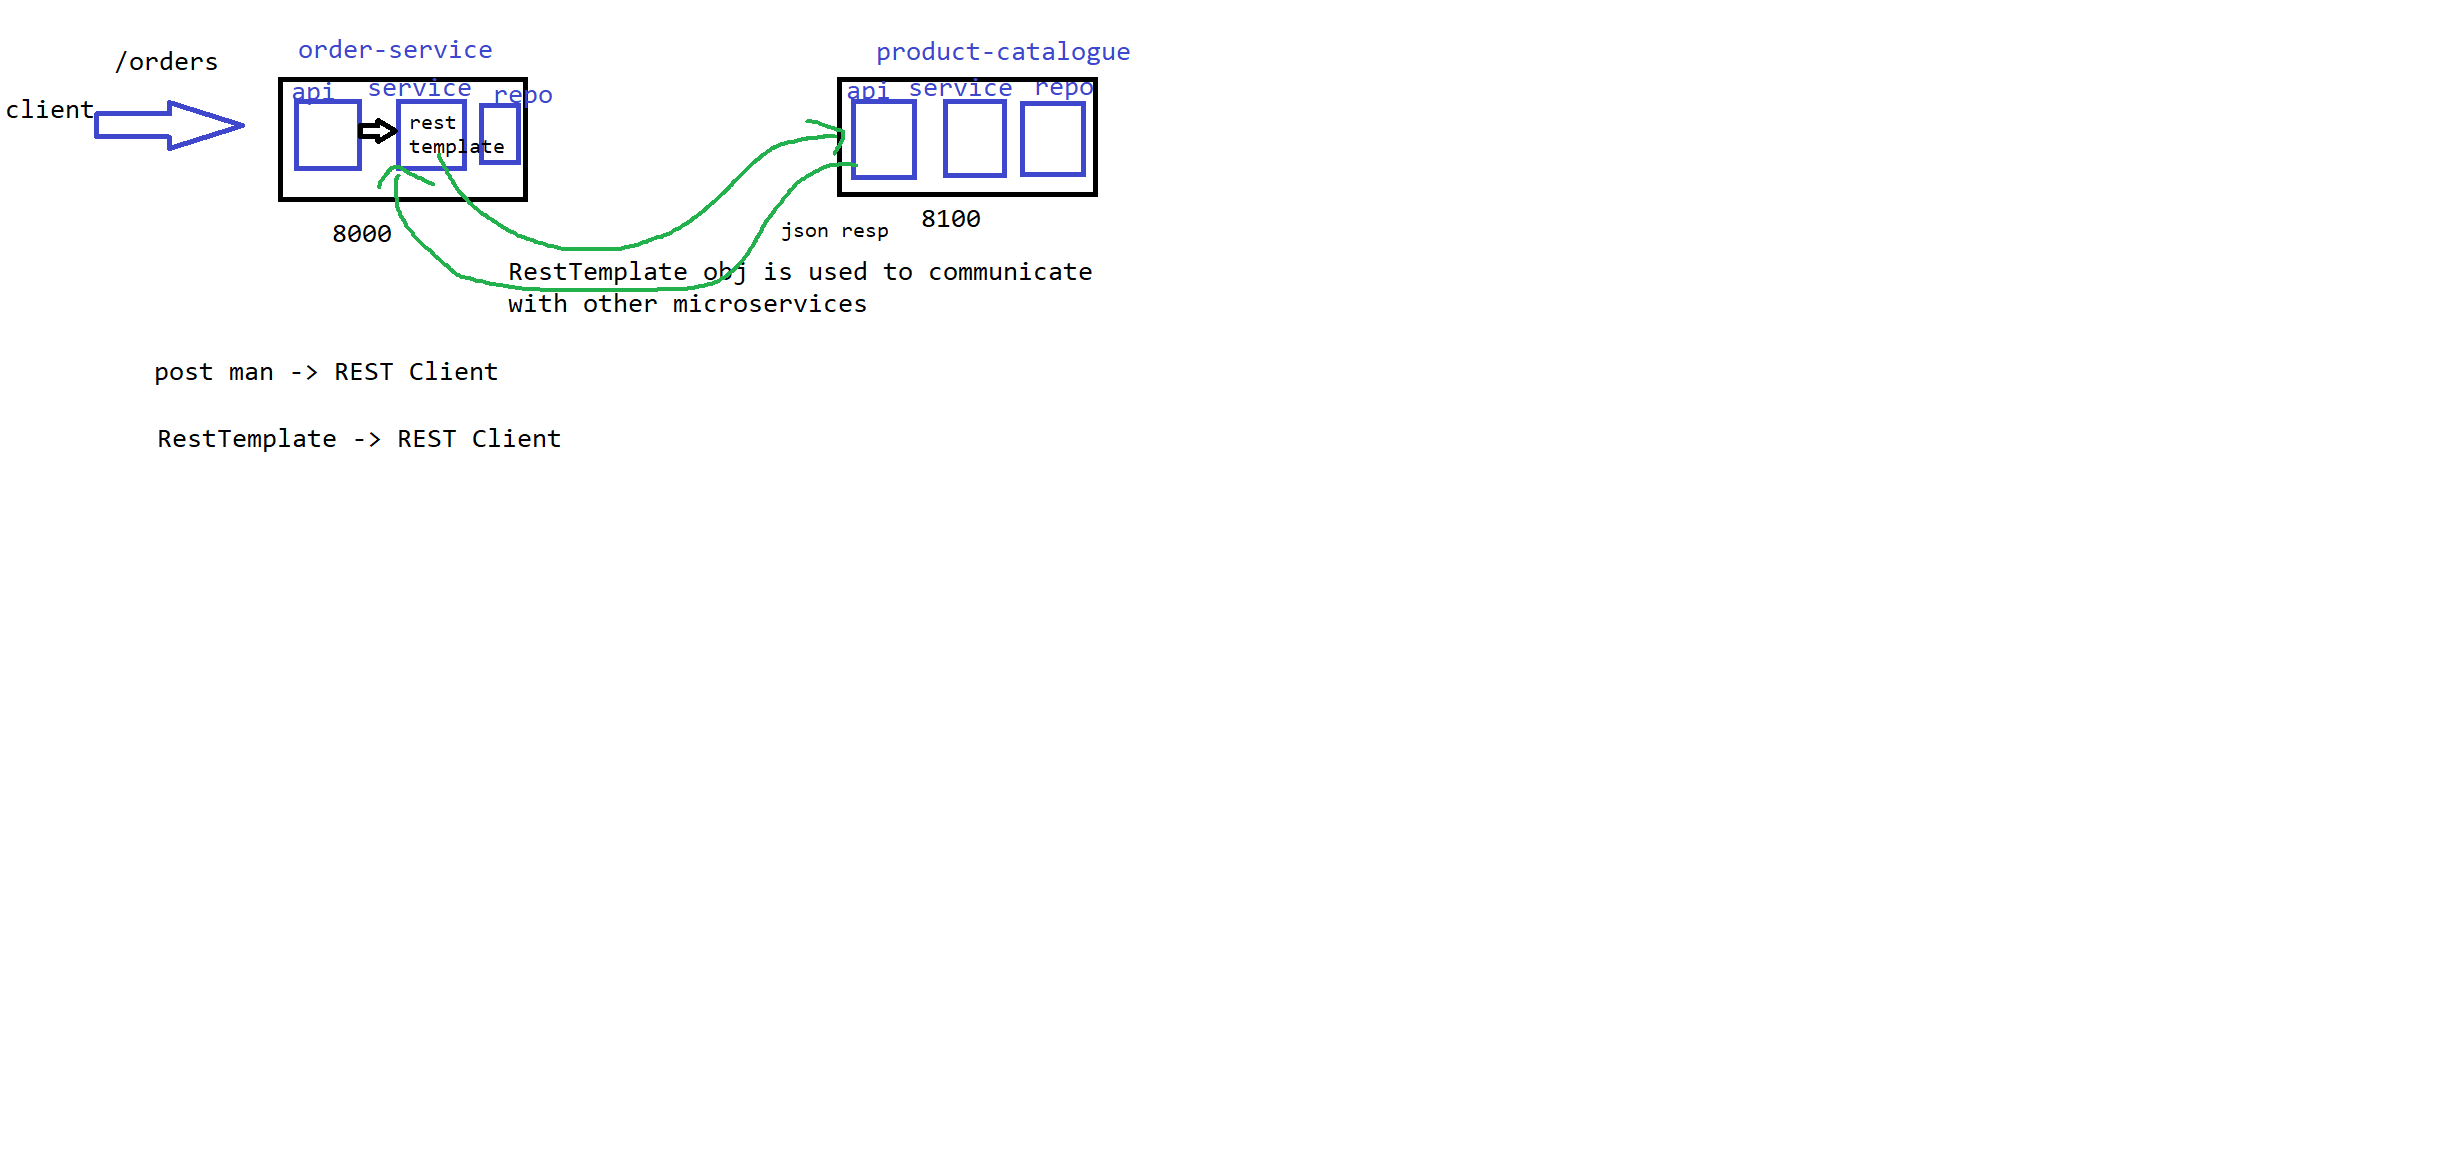 order-service
product-catalogue
/orders
client
api service repo
rest
template
api service repo
8000
8100
json resp
RestTemplate obj is used to communicate
with other microservices
post man -> REST Client
RestTemplate -> REST Client